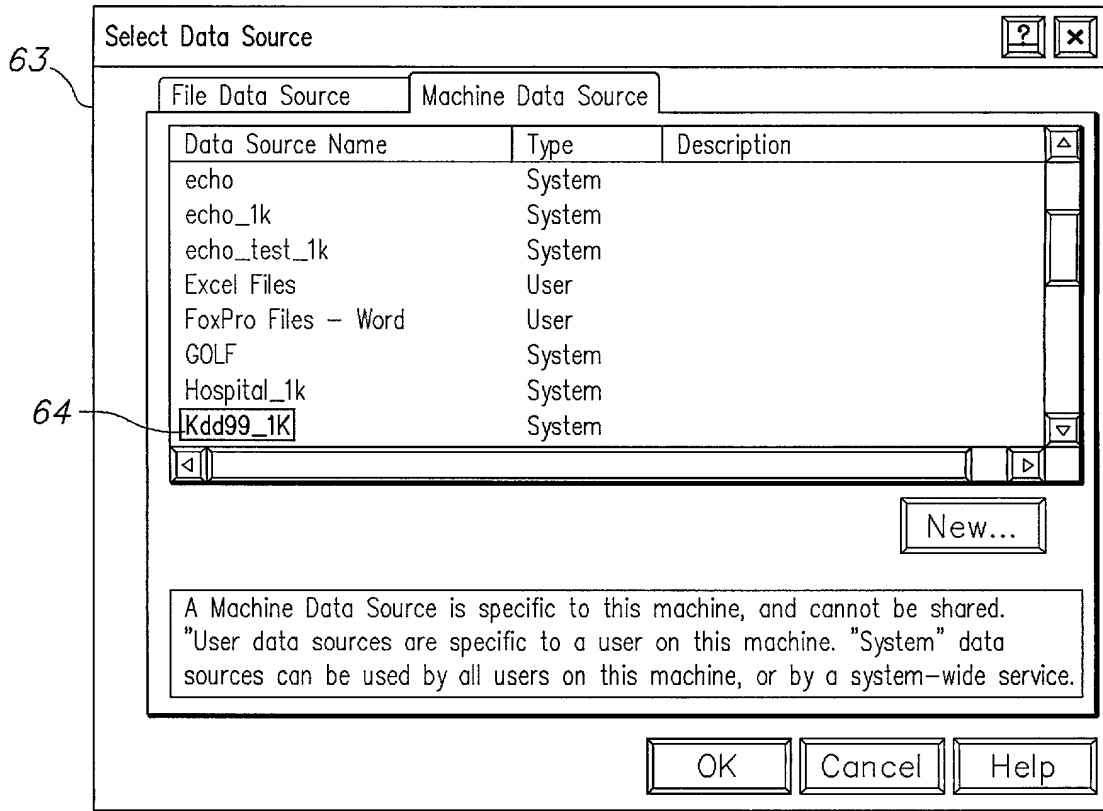 Select Data Source ? ×
63
File Data Source Machine Data Source
Data Source Name Type Description
echo System
echo_1k System
echo_test_1k System
Excel Files User
FoxPro Files – Word User
GOLF System
Hospital_1k System
64 Kdd99_1K System
New...
A Machine Data Source is specific to this machine, and cannot be shared.
"User data sources are specific to a user on this machine. "System" data
sources can be used by all users on this machine, or by a system-wide service.
OK Cancel Help